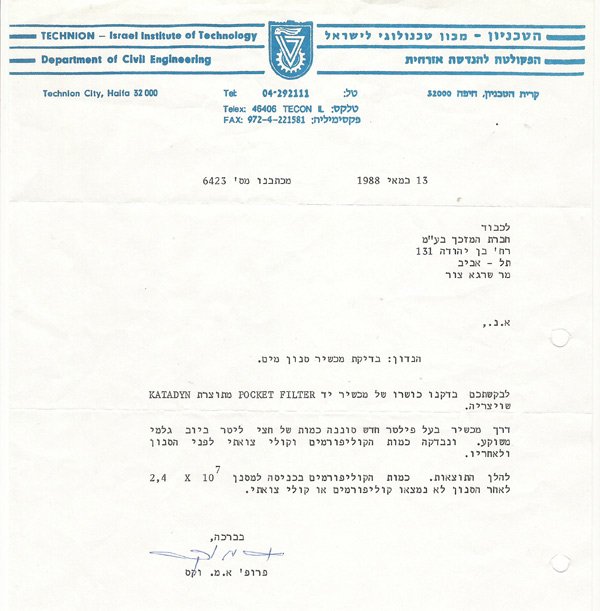 TECHNION - Israel Institute of Technology
הטכניון - מכון טכנולוגי לישראל
Department of Civil Engineering
הפקולטה להנדסת אזרחית
Technion City, Haifa 32000
Tel: 04-292111 טל:
קרית הטכניון, חיפה 32000
Telex: 46406 TECON IL טלקס:
FAX: 972-4-221581 פקסימיליה:
13 במאי 1988
מכתבנו מס' 6423
לכבוד
חברת המזכך בע"מ
רח' בן יהודה 131
תל - אביב
מר שרגא צור
א.נ.,
הנדון: בדיקת מכשיר סנון מים.
לבקשתכם בדקנו כושרו של מכשיר יד POCKET FILTER מתוצרת KATADYN
שויצריה.
דרך מכשיר בעל פילטר חדש סוננה כמות של חצי ליטר ביוב גלמי
משוקע. ונבדקה כמות הקוליפורמים וקולי צואתי לפני הסנון
ולאחריו.
להלן התוצאות. כמות הקוליפורמים בכניסה למסנן 2,4 X 10⁷
לאחר הסנון לא נמצאו קוליפורמים או קולי צואתי.
בברכה,
פרופ' א.מ. וקס